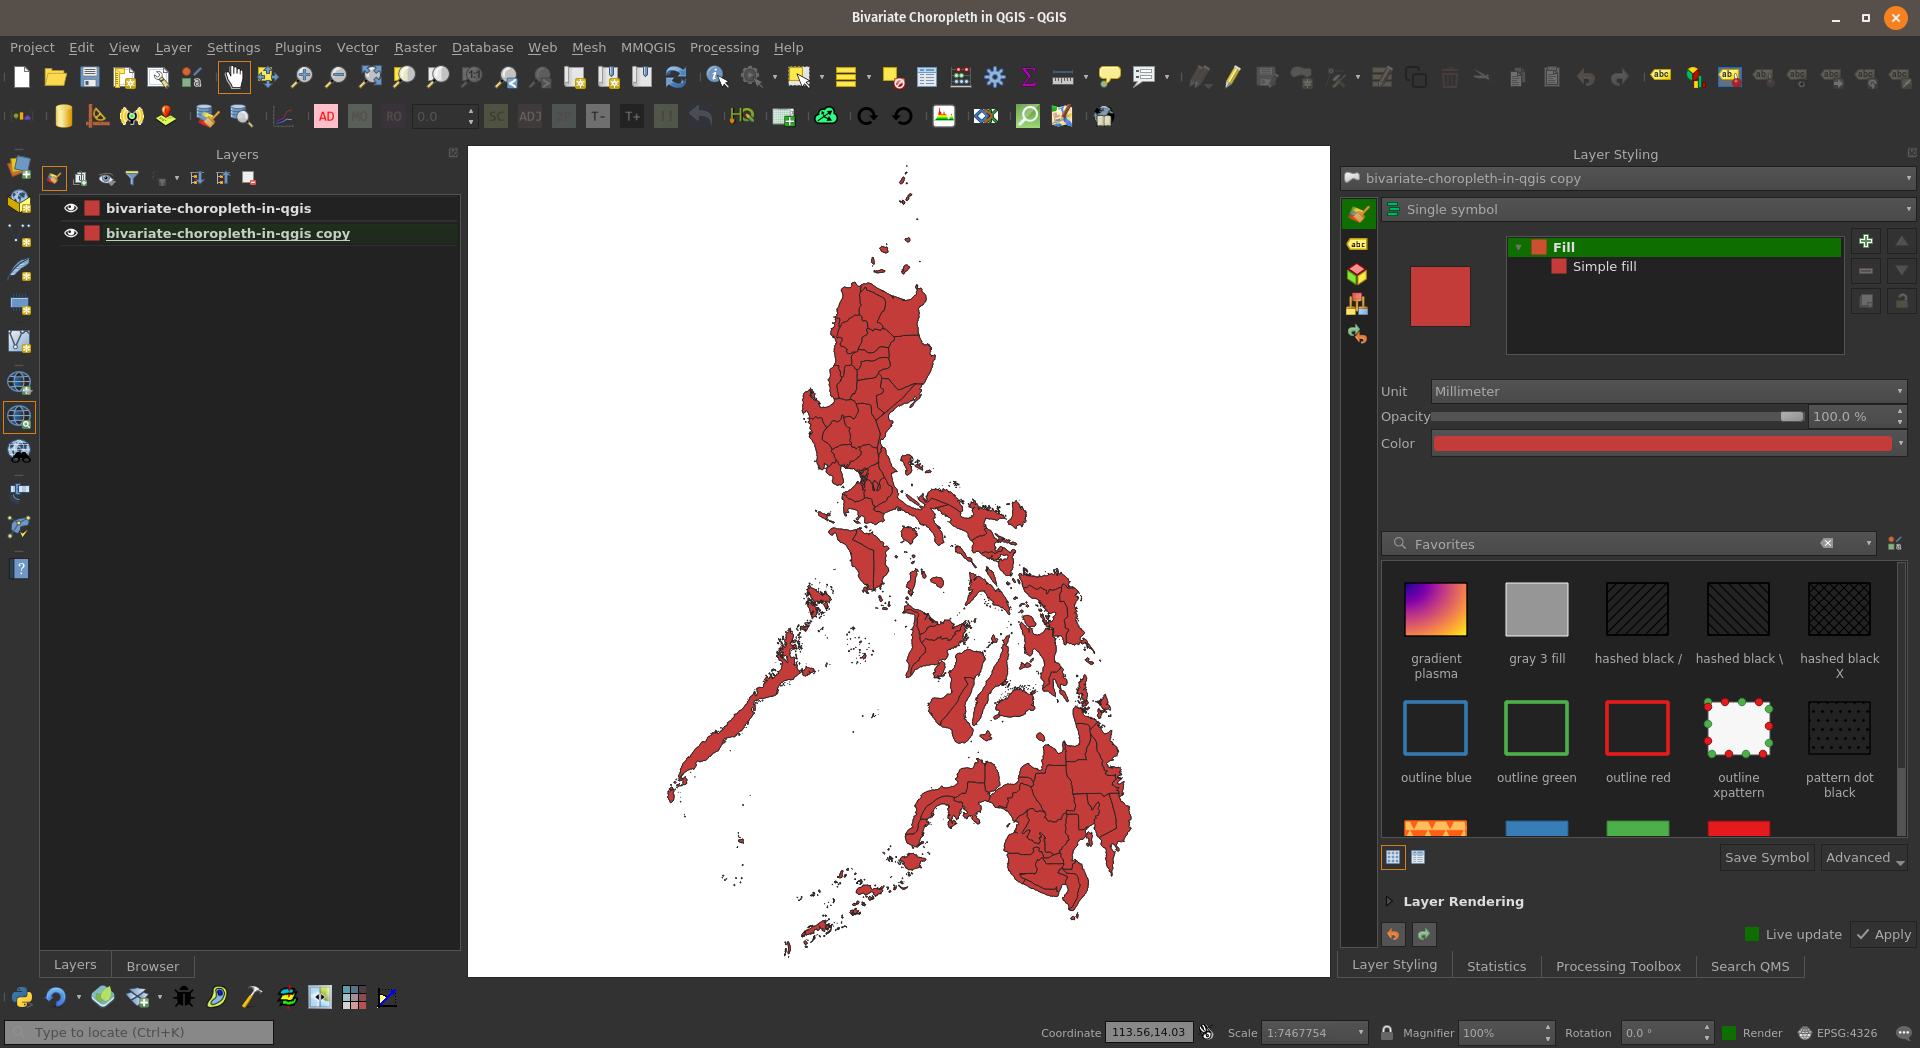 Bivariate Choropleth in QGIS - QGIS
Project Edit View Layer Settings Plugins Vector Raster Database Web Mesh MMQGIS Processing Help
abc
AD MO RO 0.0 SC ADJ T- T+ HQ
Layers
Layer Styling
bivariate-choropleth-in-qgis
bivariate-choropleth-in-qgis copy
bivariate-choropleth-in-qgis copy
Single symbol
Fill
Simple fill
abc
Unit Millimeter
Opacity 100.0 %
Color
Favorites
gradient plasma
gray 3 fill
hashed black /
hashed black \
hashed black X
outline blue
outline green
outline red
outline xpattern
pattern dot black
Save Symbol Advanced
Layer Rendering
Live update Apply
Layers Browser
Layer Styling Statistics Processing Toolbox Search QMS
Type to locate (Ctrl+K)
Coordinate 113.56,14.03 Scale 1:7467754 Magnifier 100% Rotation 0.0 ° Render EPSG:4326